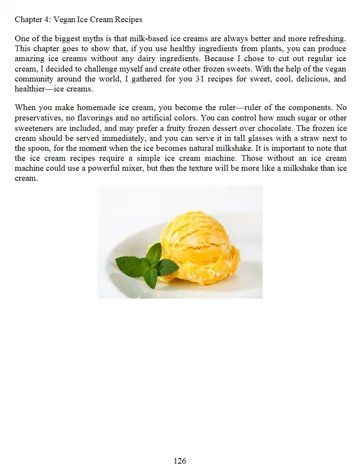 Chapter 4: Vegan Ice Cream Recipes
One of the biggest myths is that milk-based ice creams are always better and more refreshing.
This chapter goes to show that, if you use healthy ingredients from plants, you can produce
amazing ice creams without any dairy ingredients. Because I chose to cut out regular ice
cream, I decided to challenge myself and create other frozen sweets. With the help of the vegan
community around the world, I gathered for you 31 recipes for sweet, cool, delicious, and
healthier—ice creams.
When you make homemade ice cream, you become the ruler—ruler of the components. No
preservatives, no flavorings and no artificial colors. You can control how much sugar or other
sweeteners are included, and may prefer a fruity frozen dessert over chocolate. The frozen ice
cream should be served immediately, and you can serve it in tall glasses with a straw next to
the spoon, for the moment when the ice becomes natural milkshake. It is important to note that
the ice cream recipes require a simple ice cream machine. Those without an ice cream
machine could use a powerful mixer, but then the texture will be more like a milkshake than ice
cream.
126